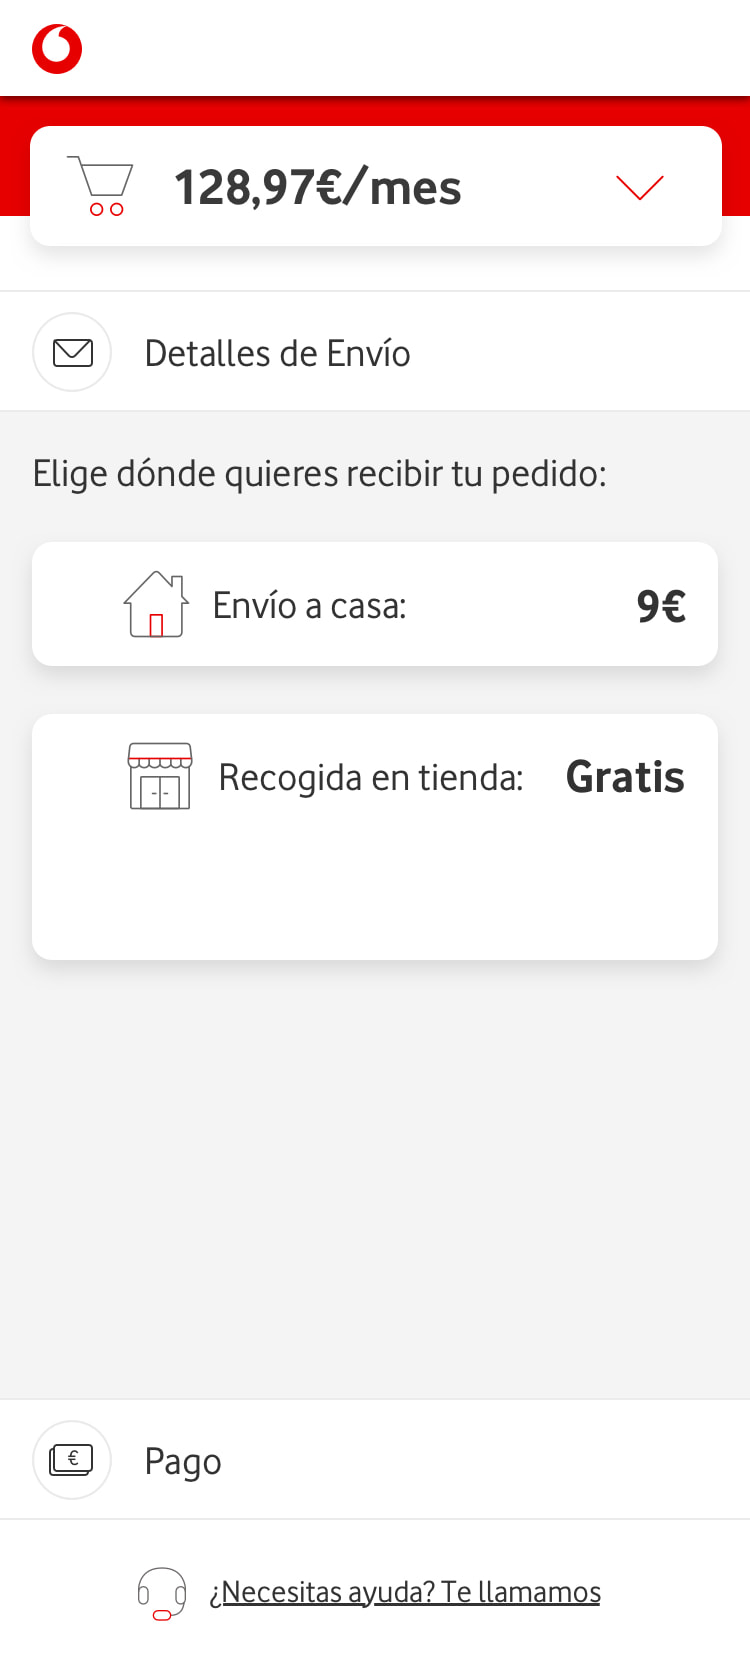 128,97€/mes
Detalles de Envío
Elige dónde quieres recibir tu pedido:
Envío a casa: 9€
Recogida en tienda: Gratis
€
Pago
¿Necesitas ayuda? Te llamamos